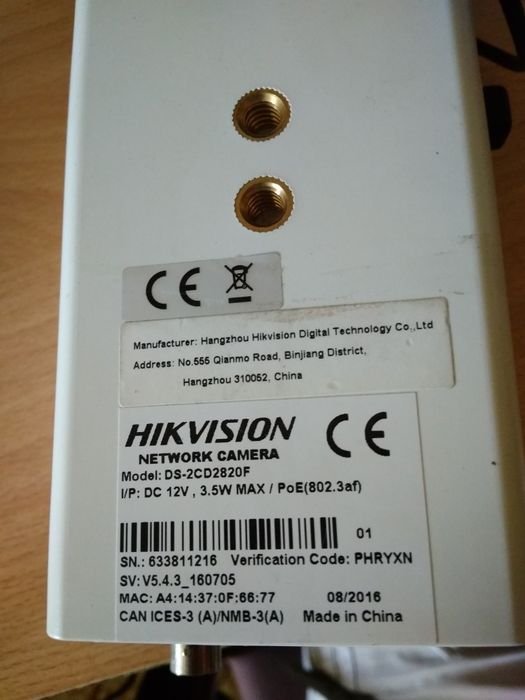 CE
Manufacturer: Hangzhou Hikvision Digital Technology Co.,Ltd
Address: No.555 Qianmo Road, Binjiang District,
Hangzhou 310052, China
HIKVISION CE
NETWORK CAMERA
Model: DS-2CD2820F
I/P: DC 12V , 3.5W MAX / PoE(802.3af)
01
SN.: 633811216 Verification Code: PHRYXN
SV: V5.4.3_160705
MAC: A4:14:37:0F:66:77 08/2016
CAN ICES-3 (A)/NMB-3(A) Made in China